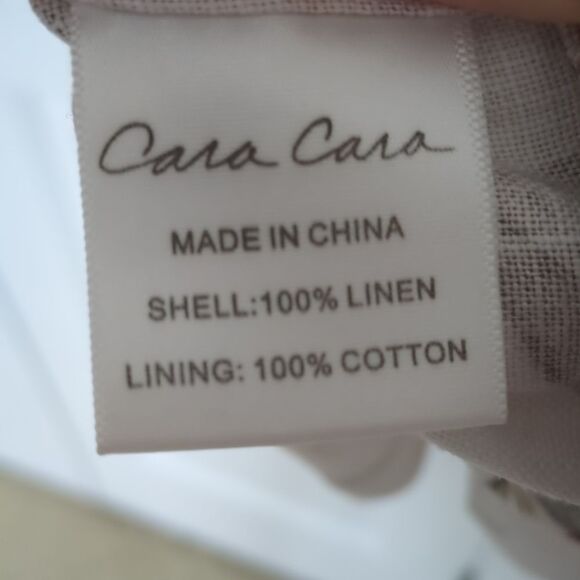 Cara Cara
MADE IN CHINA
SHELL:100% LINEN
LINING: 100% COTTON